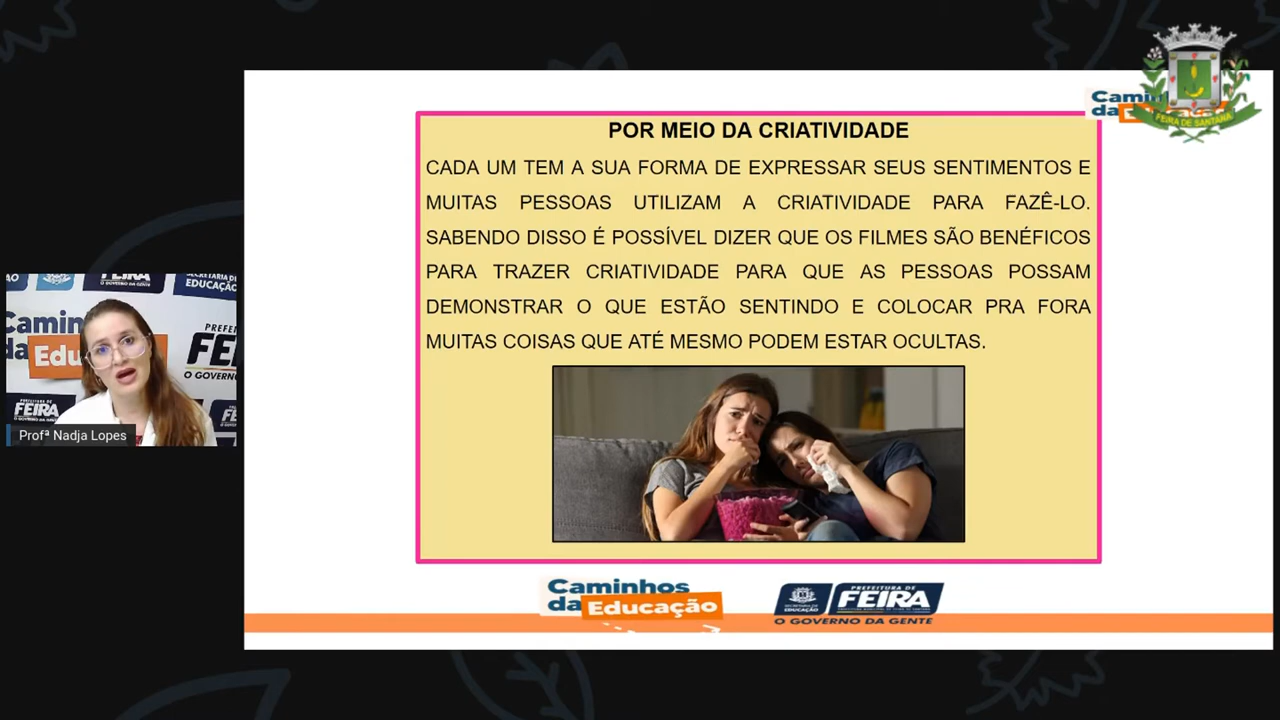 POR MEIO DA CRIATIVIDADE
CADA UM TEM A SUA FORMA DE EXPRESSAR SEUS SENTIMENTOS E
MUITAS PESSOAS UTILIZAM A CRIATIVIDADE PARA FAZÊ-LO.
SABENDO DISSO É POSSÍVEL DIZER QUE OS FILMES SÃO BENÉFICOS
PARA TRAZER CRIATIVIDADE PARA QUE AS PESSOAS POSSAM
DEMONSTRAR O QUE ESTÃO SENTINDO E COLOCAR PRA FORA
MUITAS COISAS QUE ATÉ MESMO PODEM ESTAR OCULTAS.
FEIRA DE SANTANA
Profª Nadja Lopes
Caminhos
da Educação
PREFEITURA DE
FEIRA
SECRETARIA DE
EDUCAÇÃO
O GOVERNO DA GENTE